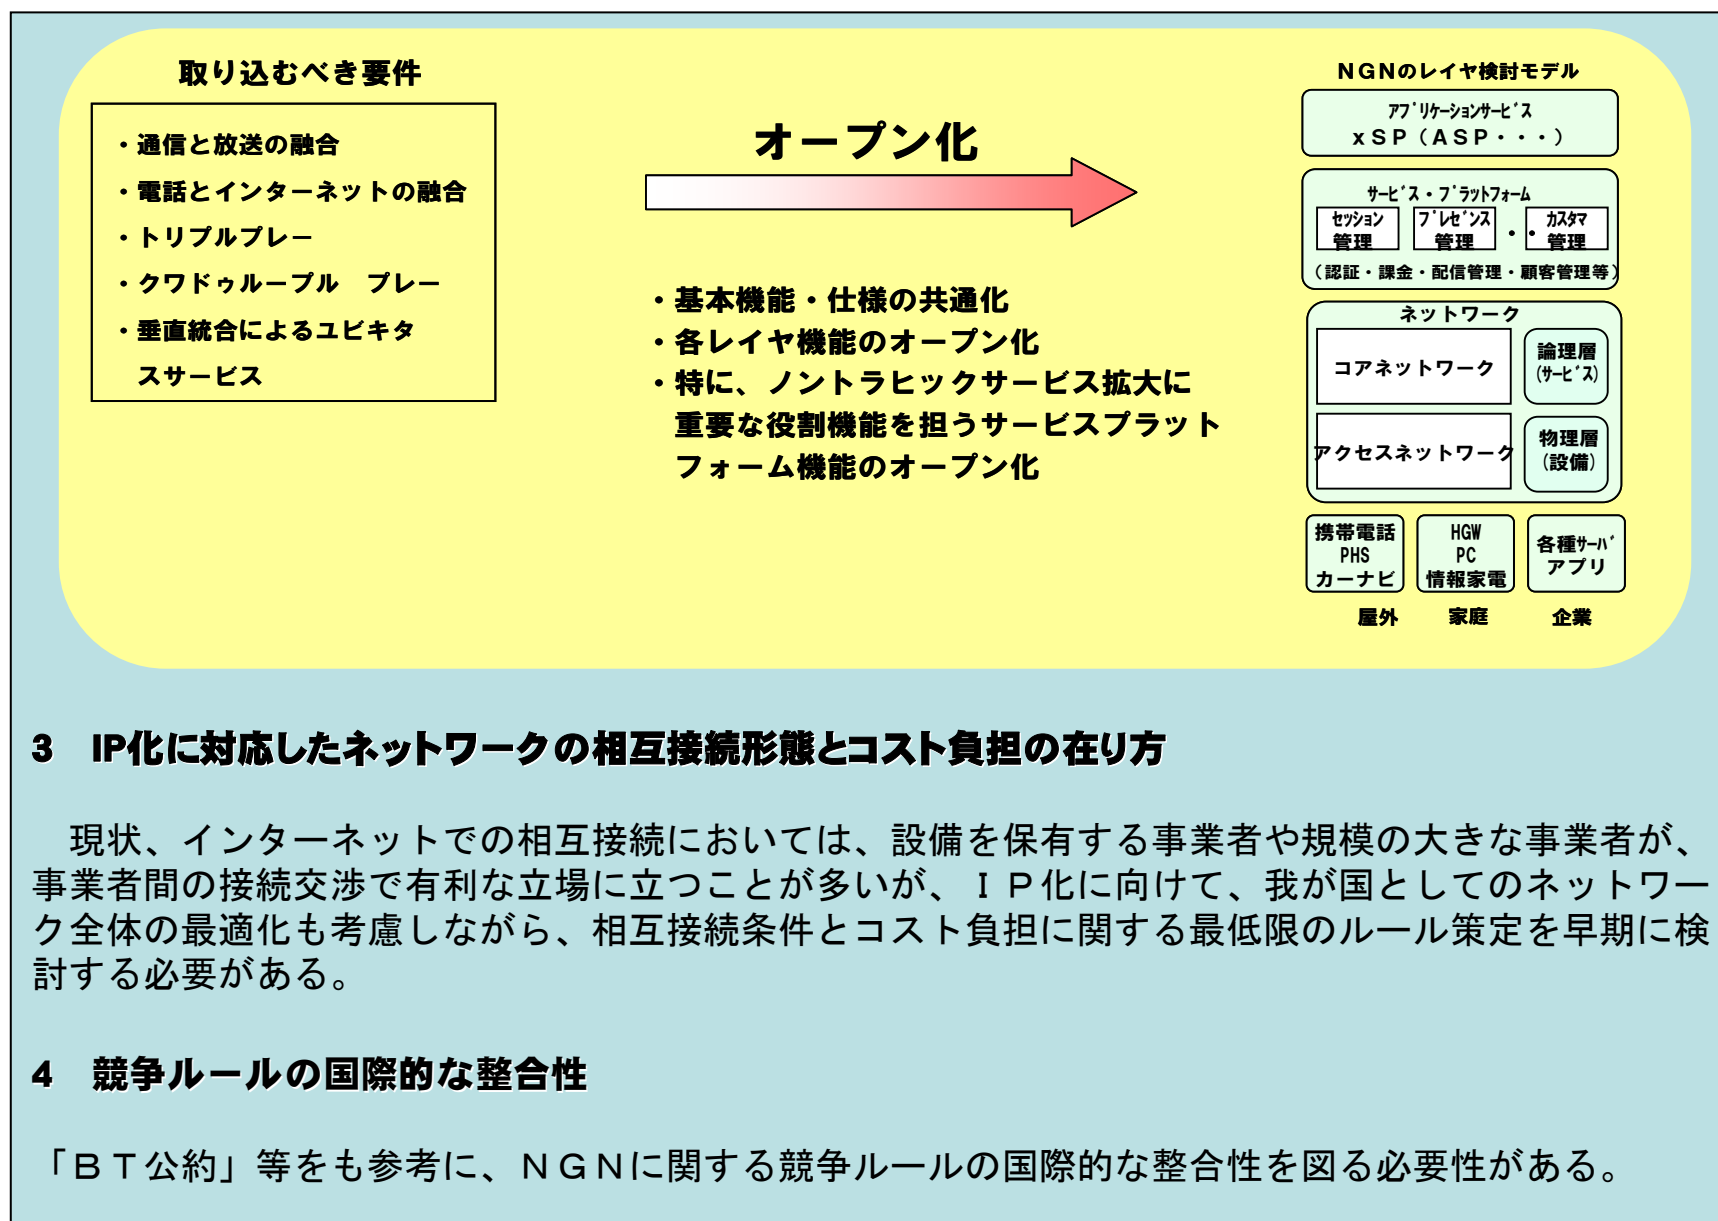 取り込むべき要件
・通信と放送の融合
・電話とインターネットの融合
・トリプルプレー
・クワドゥループル　プレー
・垂直統合によるユビキタ
スサービス
オープン化
・基本機能・仕様の共通化
・各レイヤ機能のオープン化
・特に、ノントラヒックサービス拡大に
重要な役割機能を担うサービスプラット
フォーム機能のオープン化
ＮＧＮのレイヤ検討モデル
ｱﾌﾟﾘｹｰｼｮﾝｻｰﾋﾞｽ
ｘＳＰ（ＡＳＰ・・・）
ｻｰﾋﾞｽ・ﾌﾟﾗｯﾄﾌｫｰﾑ
ｾｯｼｮﾝ
管理
ﾌﾟﾚｾﾞﾝｽ
管理
・・
ｶｽﾀﾏ
管理
（認証・課金・配信管理・顧客管理等）
ネットワーク
コアネットワーク
論理層
(ｻｰﾋﾞｽ)
アクセスネットワーク
物理層
（設備）
携帯電話
PHS
カーナビ
HGW
PC
情報家電
各種ｻｰﾊﾞ
アプリ
屋外
家庭
企業
3　IP化に対応したネットワークの相互接続形態とコスト負担の在り方
　現状、インターネットでの相互接続においては、設備を保有する事業者や規模の大きな事業者が、
事業者間の接続交渉で有利な立場に立つことが多いが、ＩＰ化に向けて、我が国としてのネットワー
ク全体の最適化も考慮しながら、相互接続条件とコスト負担に関する最低限のルール策定を早期に検
討する必要がある。
4　競争ルールの国際的な整合性
「ＢＴ公約」等をも参考に、ＮＧＮに関する競争ルールの国際的な整合性を図る必要性がある。